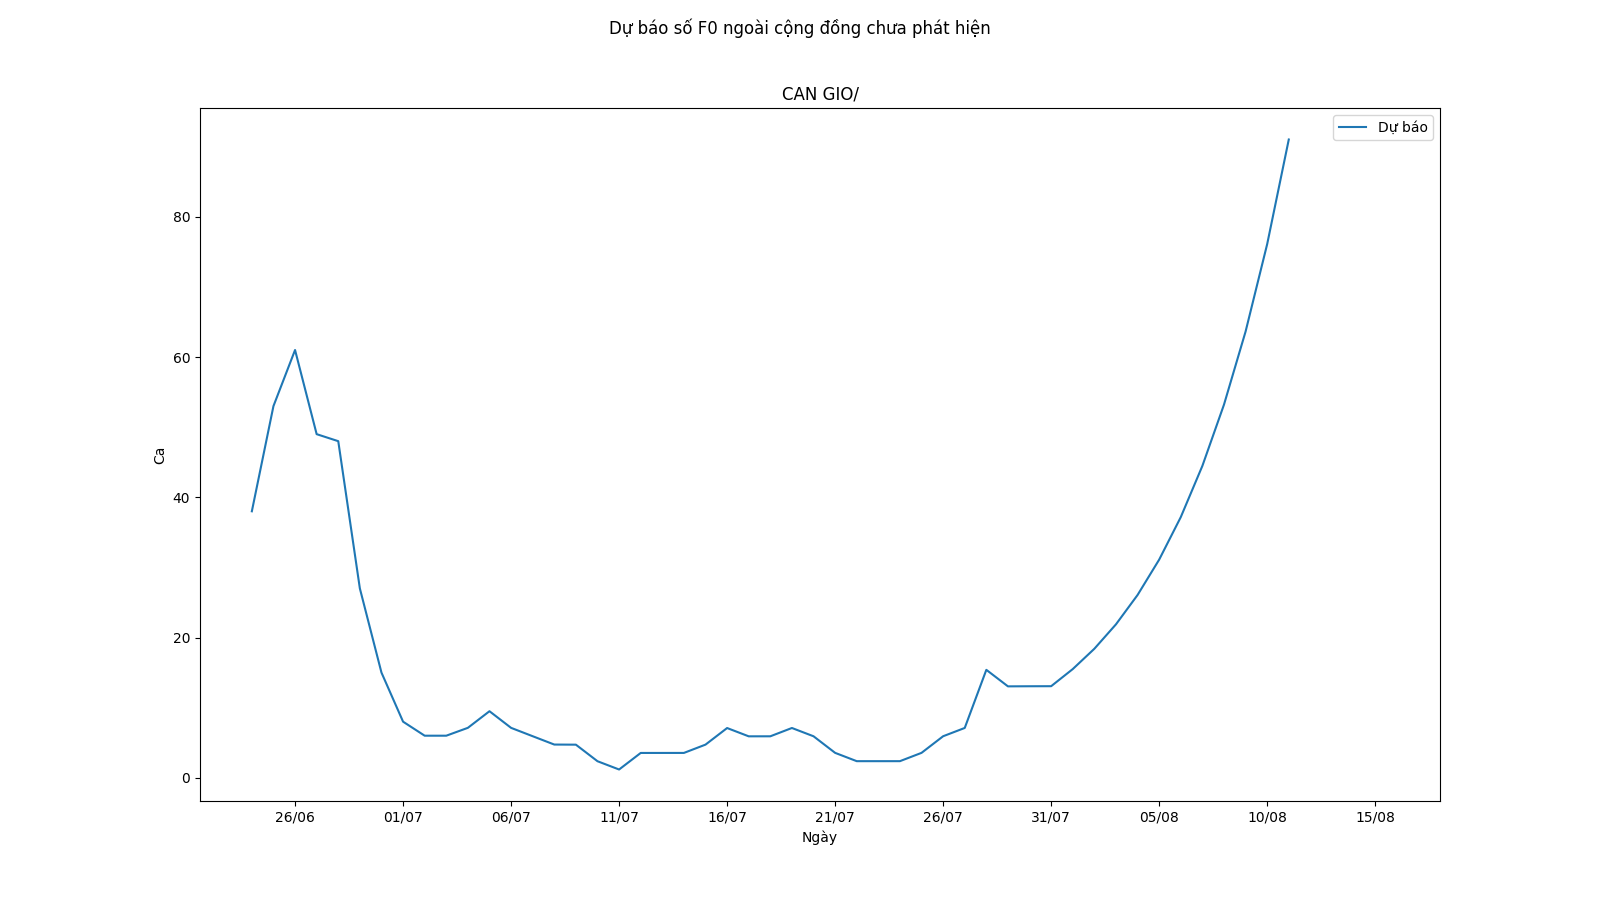 Dự báo số F0 ngoài cộng đồng chưa phát hiện
CAN GIO/
Dự báo
80
60
40
20
0
Ca
26/06 01/07 06/07 11/07 16/07 21/07 26/07 31/07 05/08 10/08 15/08
Ngày